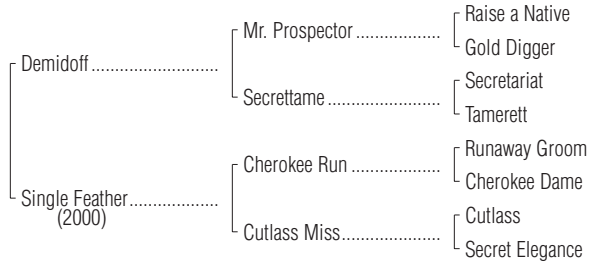 Raise a Native
Mr. Prospector..................
Gold Digger
Demidoff...........................
Secretariat
Secrettame........................
Tamerett
Runaway Groom
Cherokee Run...................
Cherokee Dame
Single Feather...................
(2000)
Cutlass
Cutlass Miss.....................
Secret Elegance